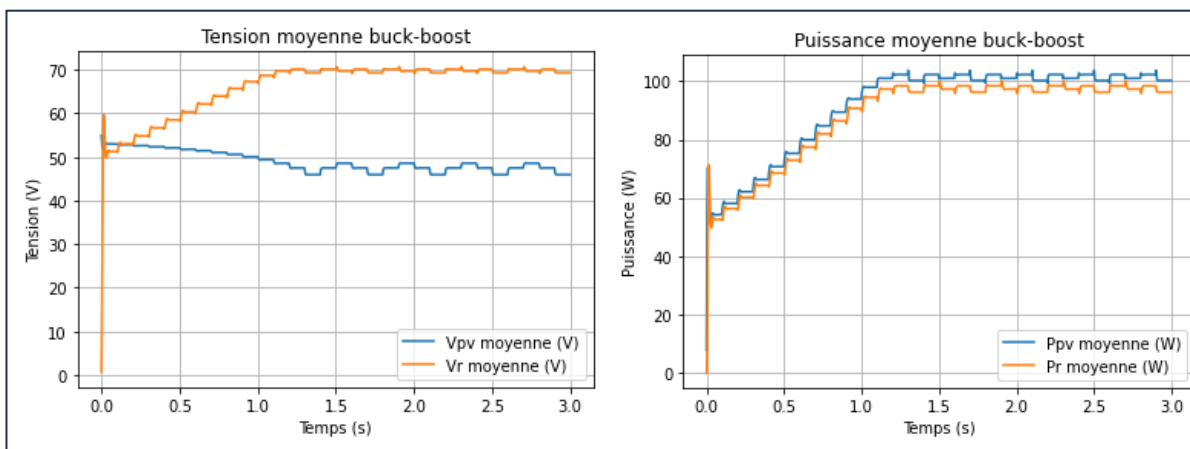 Tension moyenne buck-boost
Tension (V)
70
60
50
40
30
20
10
0
Vpv moyenne (V)
Vr moyenne (V)
0.0 0.5 1.0 1.5 2.0 2.5 3.0
Temps (s)
Puissance moyenne buck-boost
Puissance (W)
100
80
60
40
20
0
Ppv moyenne (W)
Pr moyenne (W)
0.0 0.5 1.0 1.5 2.0 2.5 3.0
Temps (s)